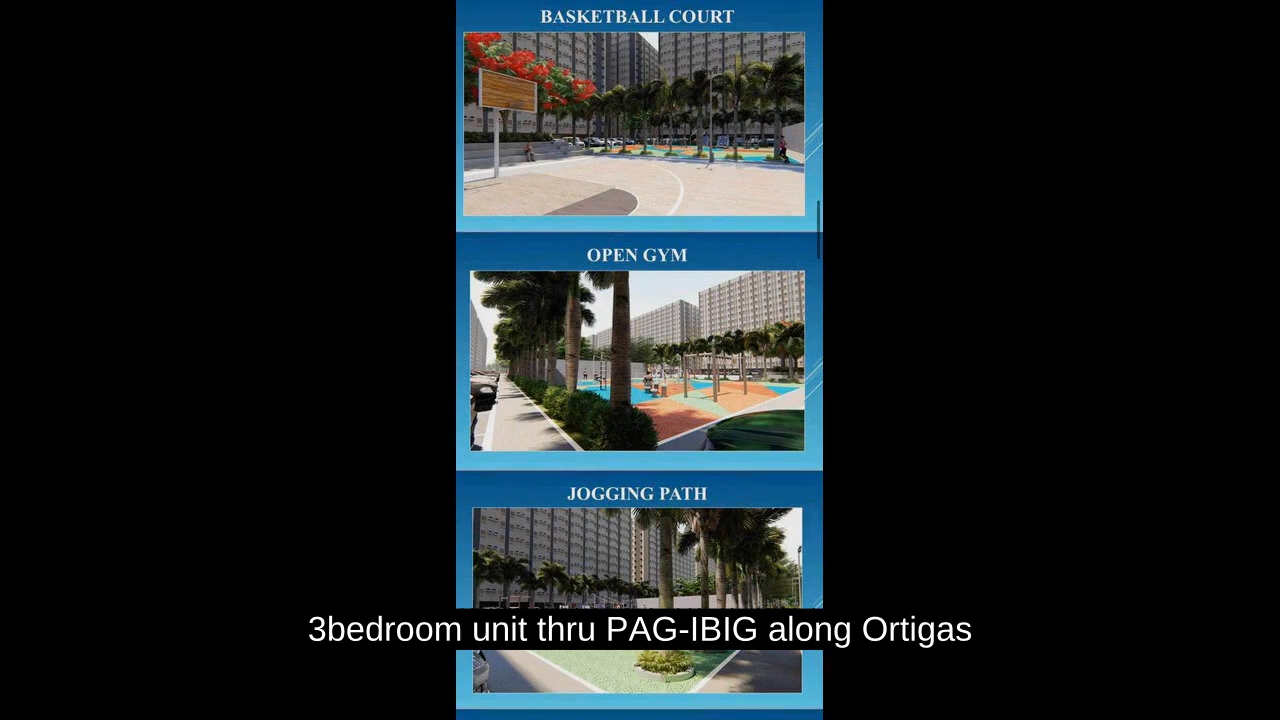 BASKETBALL COURT
OPEN GYM
JOGGING PATH
3bedroom unit thru PAG-IBIG along Ortigas